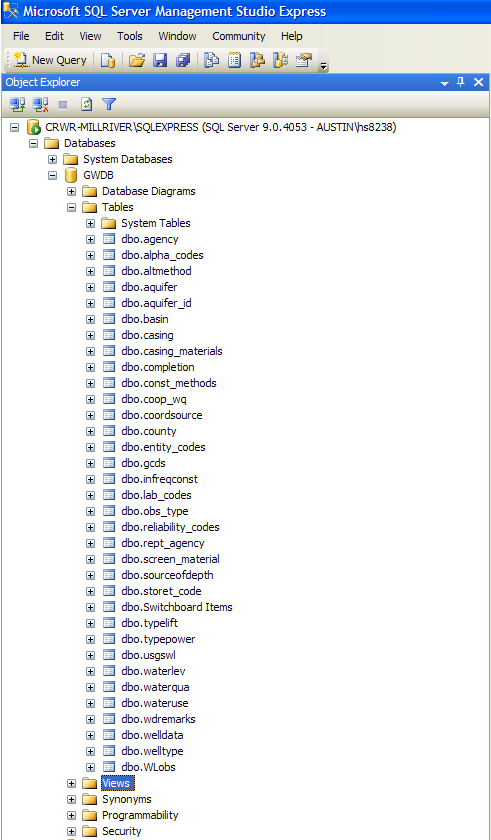 Microsoft SQL Server Management Studio Express
File Edit View Tools Window Community Help
New Query
Object Explorer
CRWR-MILLRIVER\SQLEXPRESS (SQL Server 9.0.4053 - AUSTIN\hs8238)
Databases
System Databases
GWDB
Database Diagrams
Tables
System Tables
dbo.agency
dbo.alpha_codes
dbo.altmethod
dbo.aquifer
dbo.aquifer_id
dbo.basin
dbo.casing
dbo.casing_materials
dbo.completion
dbo.const_methods
dbo.coop_wq
dbo.coordsource
dbo.county
dbo.entity_codes
dbo.gcds
dbo.infreqconst
dbo.lab_codes
dbo.obs_type
dbo.reliability_codes
dbo.rept_agency
dbo.screen_material
dbo.sourceofdepth
dbo.storet_code
dbo.Switchboard Items
dbo.typelift
dbo.typepower
dbo.usgswl
dbo.waterlev
dbo.waterqua
dbo.wateruse
dbo.wdremarks
dbo.welldata
dbo.welltype
dbo.WLobs
Views
Synonyms
Programmability
Security